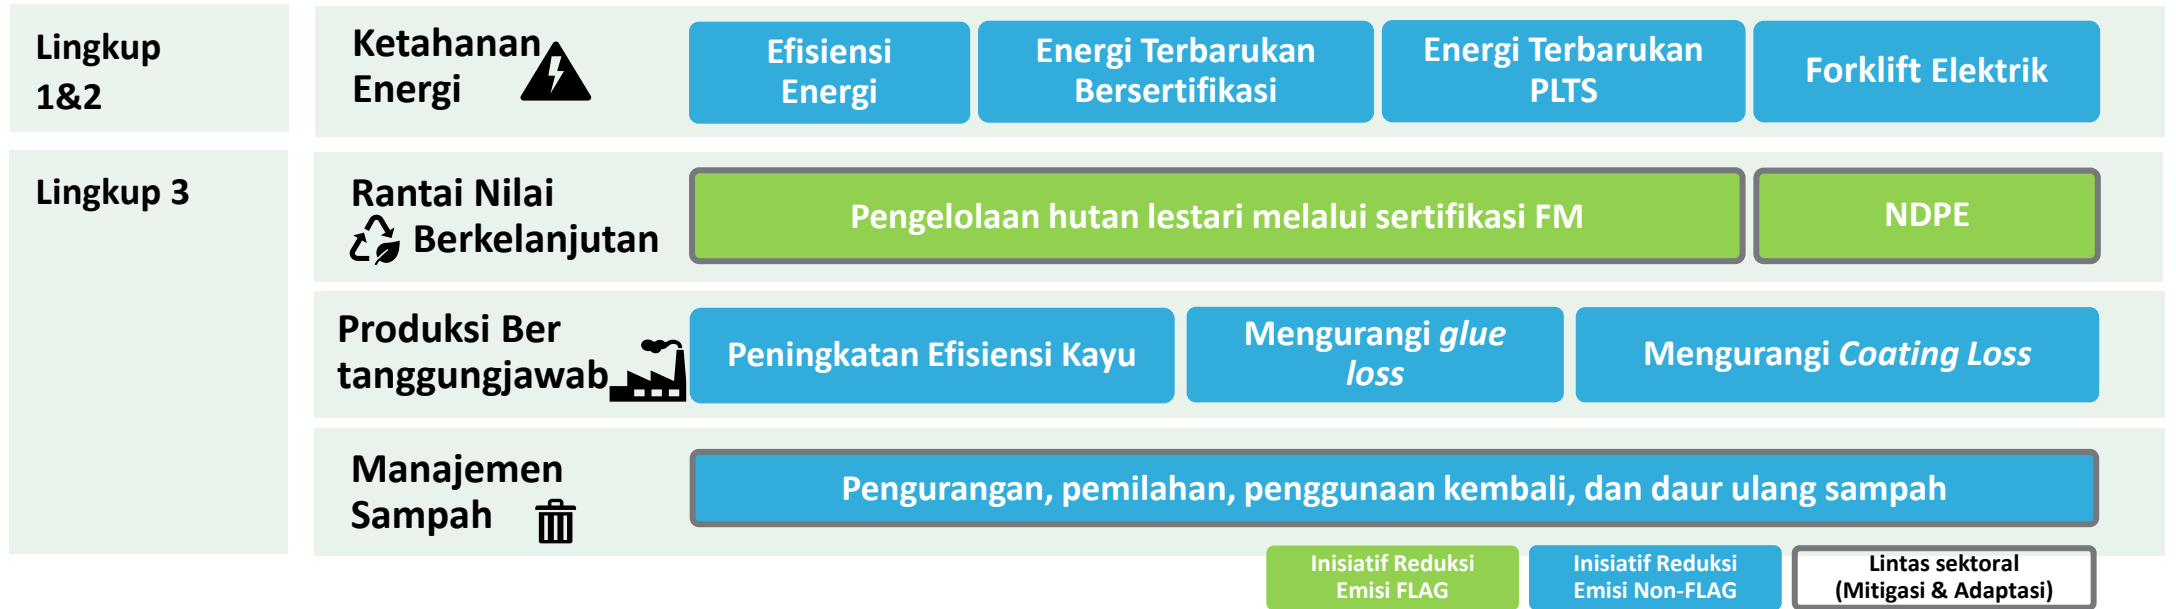 Lingkup
1&2
Ketahanan
Energi
Efisiensi
Energi
Energi Terbarukan
Bersertifikasi
Energi Terbarukan
PLTS
Forklift Elektrik
Lingkup 3
Rantai Nilai
Berkelanjutan
Pengelolaan hutan lestari melalui sertifikasi FM
NDPE
Produksi Ber
tanggungjawab
Peningkatan Efisiensi Kayu
Mengurangi glue
loss
Mengurangi Coating Loss
Manajemen
Sampah
Pengurangan, pemilahan, penggunaan kembali, dan daur ulang sampah
Inisiatif Reduksi
Emisi FLAG
Inisiatif Reduksi
Emisi Non-FLAG
Lintas sektoral
(Mitigasi & Adaptasi)